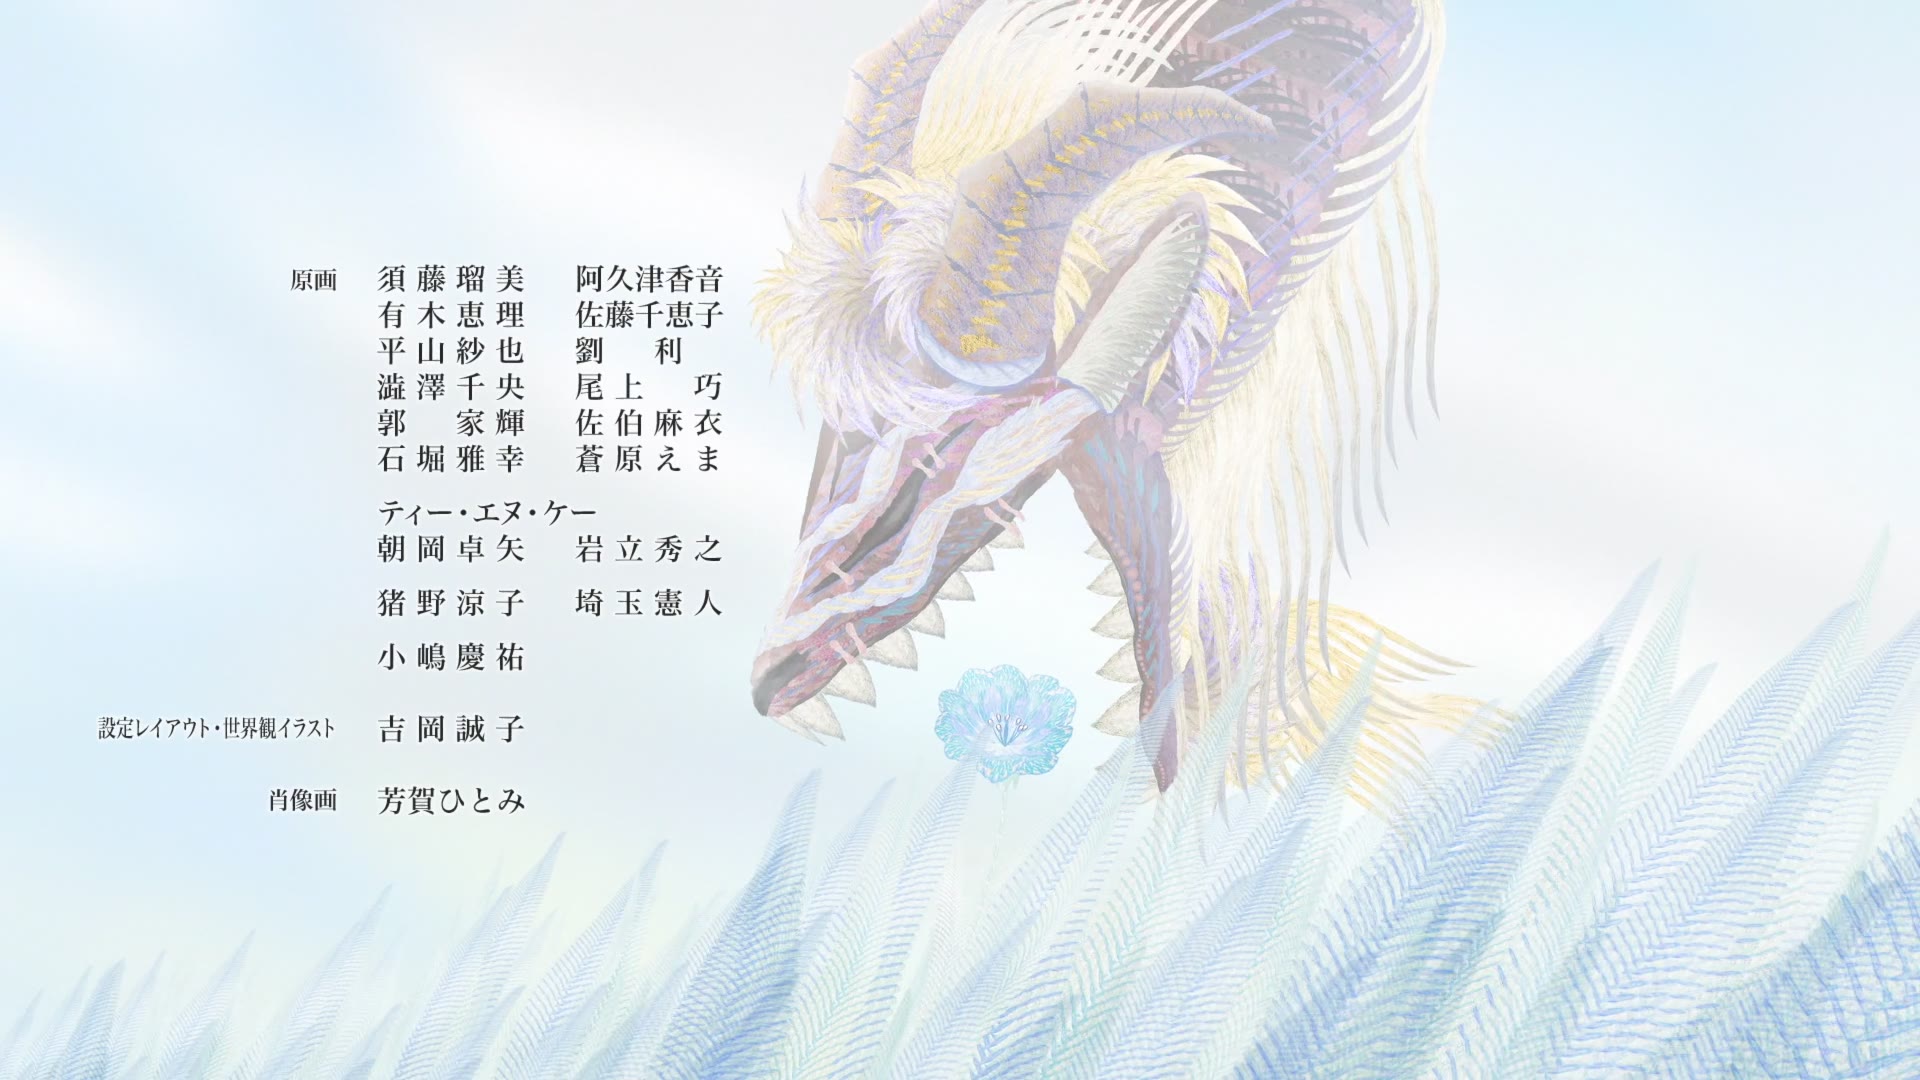 原画 須藤瑠美 阿久津香音
有木恵理 佐藤千恵子
平山紗也 劉利
澁澤千央 尾上巧
郭家輝 佐伯麻衣
石堀雅幸 蒼原えま
ティー・エヌ・ケー
朝岡卓矢 岩立秀之
猪野涼子 埼玉憲人
小嶋慶祐
設定レイアウト・世界観イラスト 吉岡誠子
肖像画 芳賀ひとみ